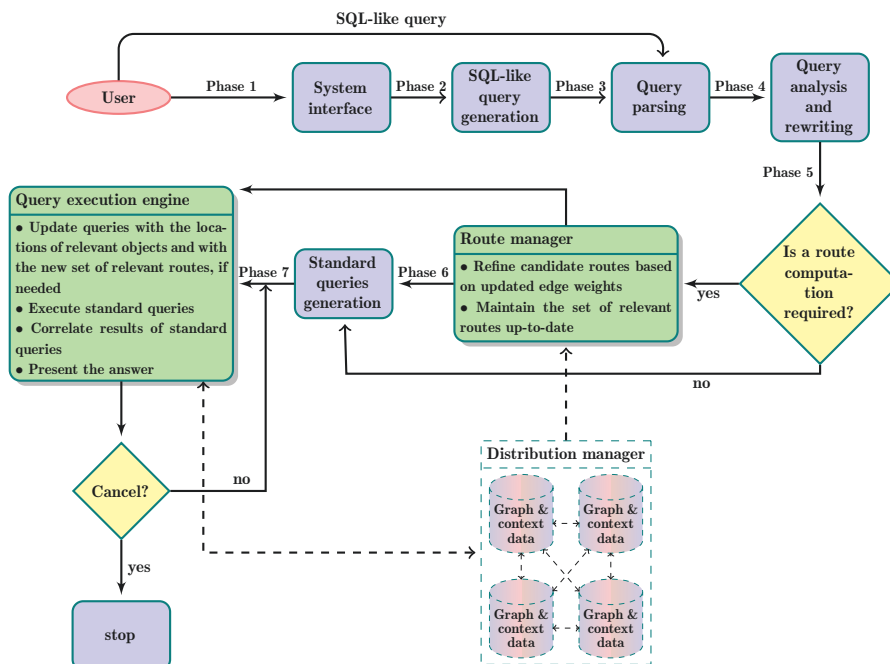 SQL-like query
User
Phase 1
System
interface
Phase 2
SQL-like
query
generation
Phase 3
Query
parsing
Phase 4
Query
analysis
and
rewriting
Phase 5
Is a route
computa-
tion
required?
yes
no
Route manager
● Refine candidate routes based
on updated edge weights
● Maintain the set of relevant
routes up-to-date
Phase 6
Standard
queries
generation
Phase 7
Query execution engine
● Update queries with the loca-
tions of relevant objects and with
the new set of relevant routes, if
needed
● Execute standard queries
● Correlate results of standard
queries
● Present the answer
Cancel?
no
yes
stop
Distribution manager
Graph &
context
data
Graph &
context
data
Graph &
context
data
Graph &
context
data